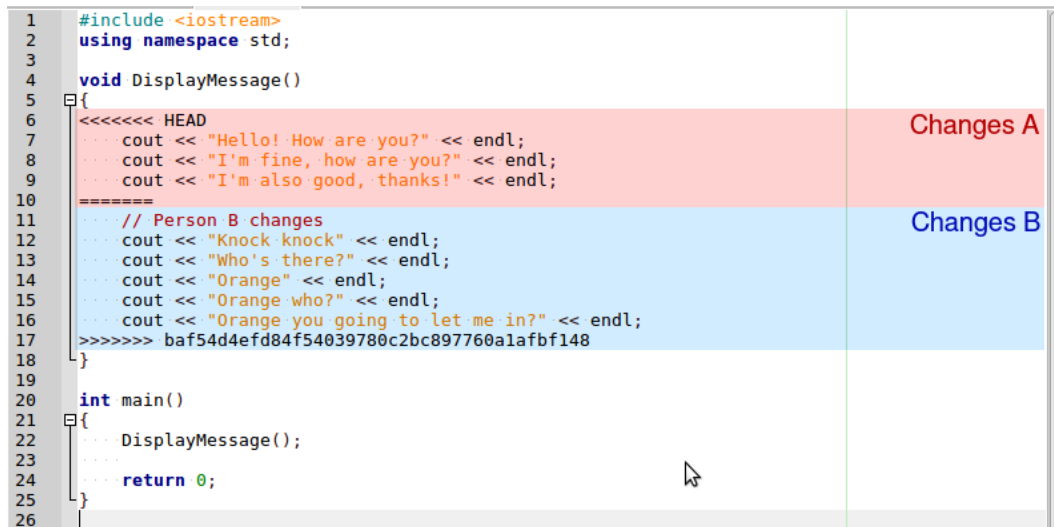 1 #include <iostream>
2 using namespace std;
3
4 void DisplayMessage()
5 {
6 <<<<<<< HEAD Changes A
7     cout << "Hello! How are you?" << endl;
8     cout << "I'm fine, how are you?" << endl;
9     cout << "I'm also good, thanks!" << endl;
10 =======
11     // Person B changes Changes B
12     cout << "Knock knock" << endl;
13     cout << "Who's there?" << endl;
14     cout << "Orange" << endl;
15     cout << "Orange who?" << endl;
16     cout << "Orange you going to let me in?" << endl;
17 >>>>>>> baf54d4efd84f54039780c2bc897760a1afbf148
18 }
19
20 int main()
21 {
22     DisplayMessage();
23
24     return 0;
25 }
26